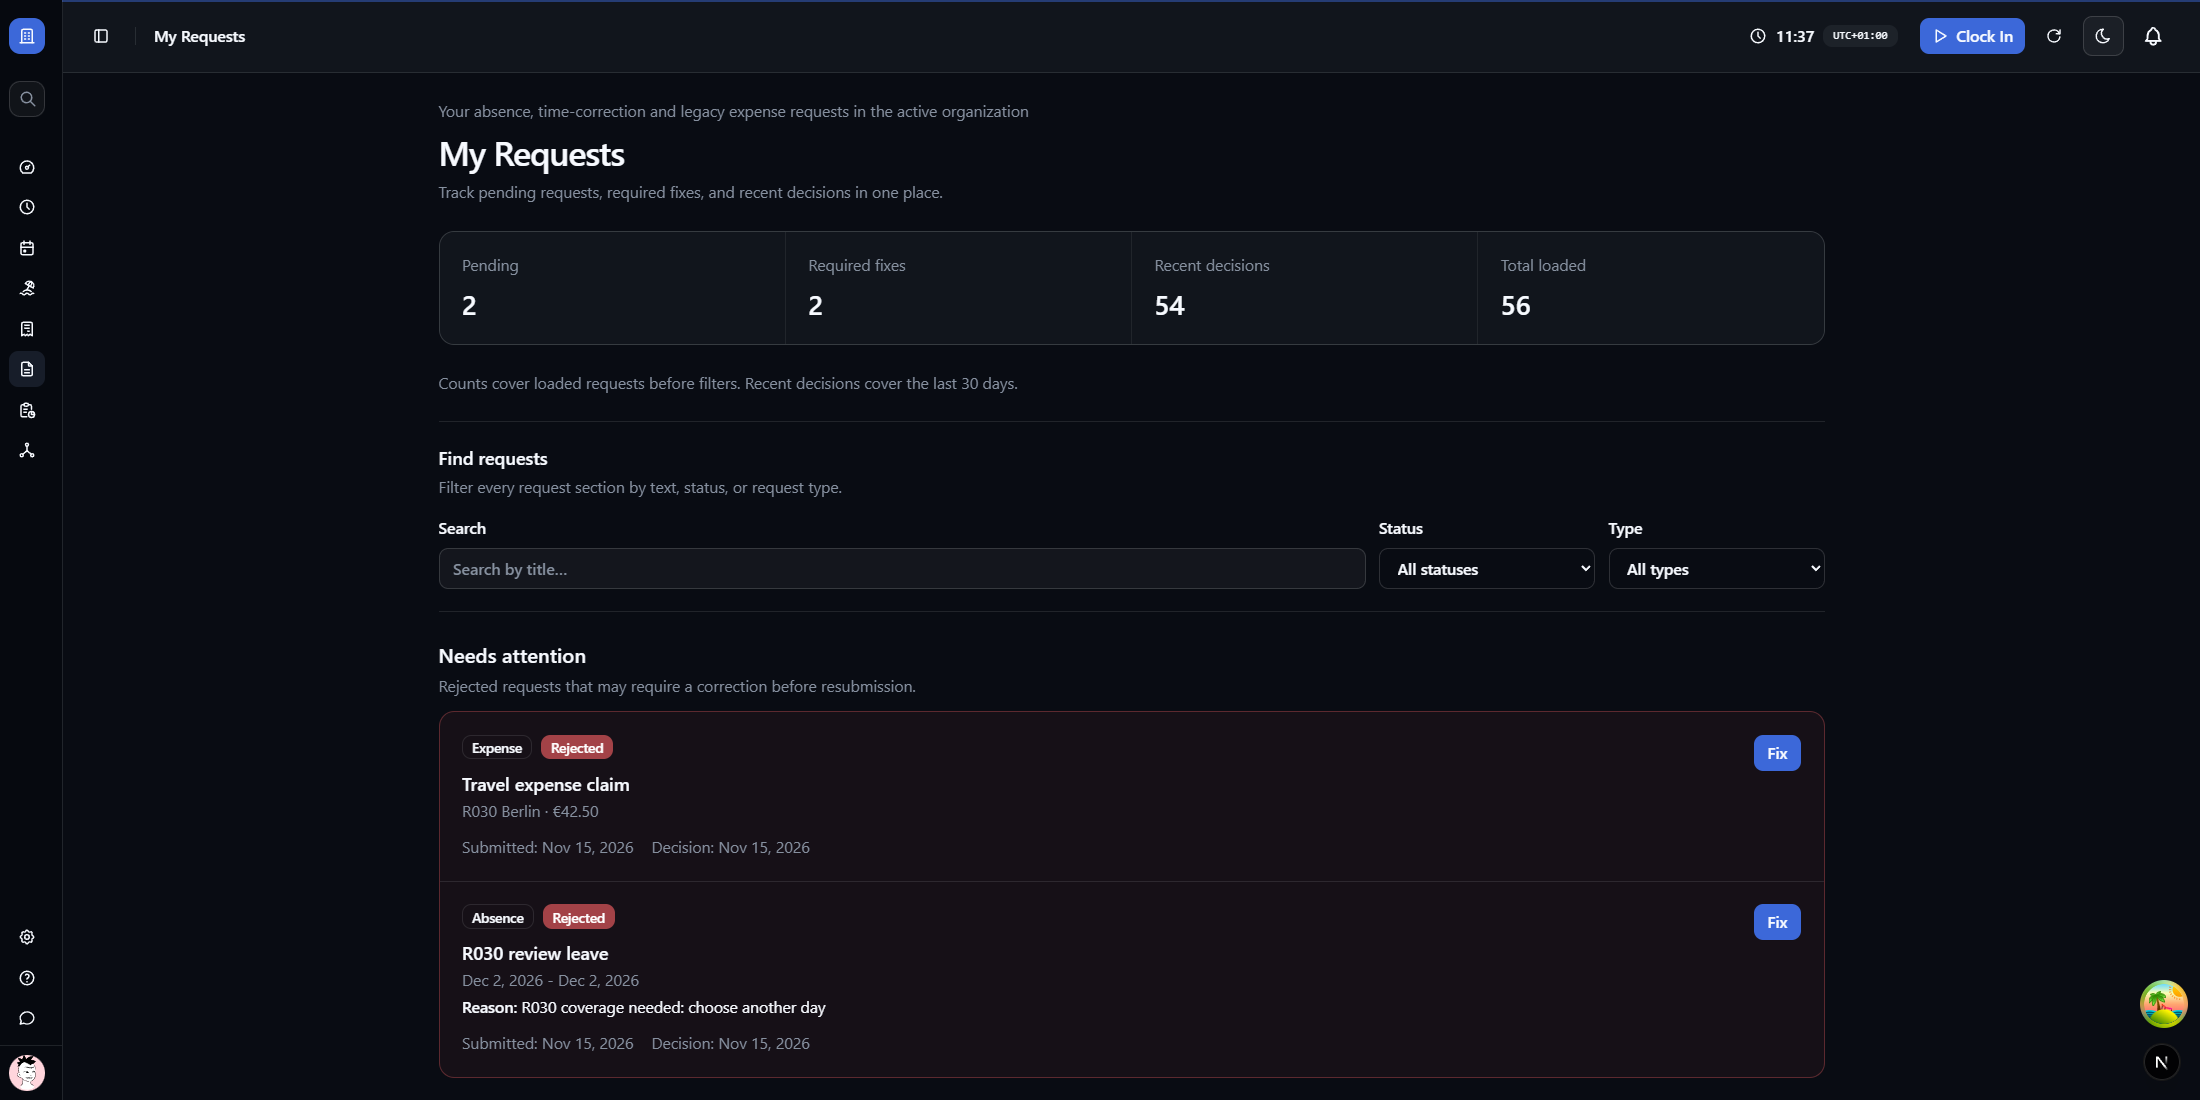 My Requests
11:37
UTC+01:00
Clock In
Your absence, time-correction and legacy expense requests in the active organization
My Requests
Track pending requests, required fixes, and recent decisions in one place.
Pending
2
Required fixes
2
Recent decisions
54
Total loaded
56
Counts cover loaded requests before filters. Recent decisions cover the last 30 days.
Find requests
Filter every request section by text, status, or request type.
Search
Search by title...
Status
All statuses
Type
All types
Needs attention
Rejected requests that may require a correction before resubmission.
Expense
Rejected
Fix
Travel expense claim
R030 Berlin · €42.50
Submitted: Nov 15, 2026
Decision: Nov 15, 2026
Absence
Rejected
Fix
R030 review leave
Dec 2, 2026 - Dec 2, 2026
Reason: R030 coverage needed: choose another day
Submitted: Nov 15, 2026
Decision: Nov 15, 2026
N